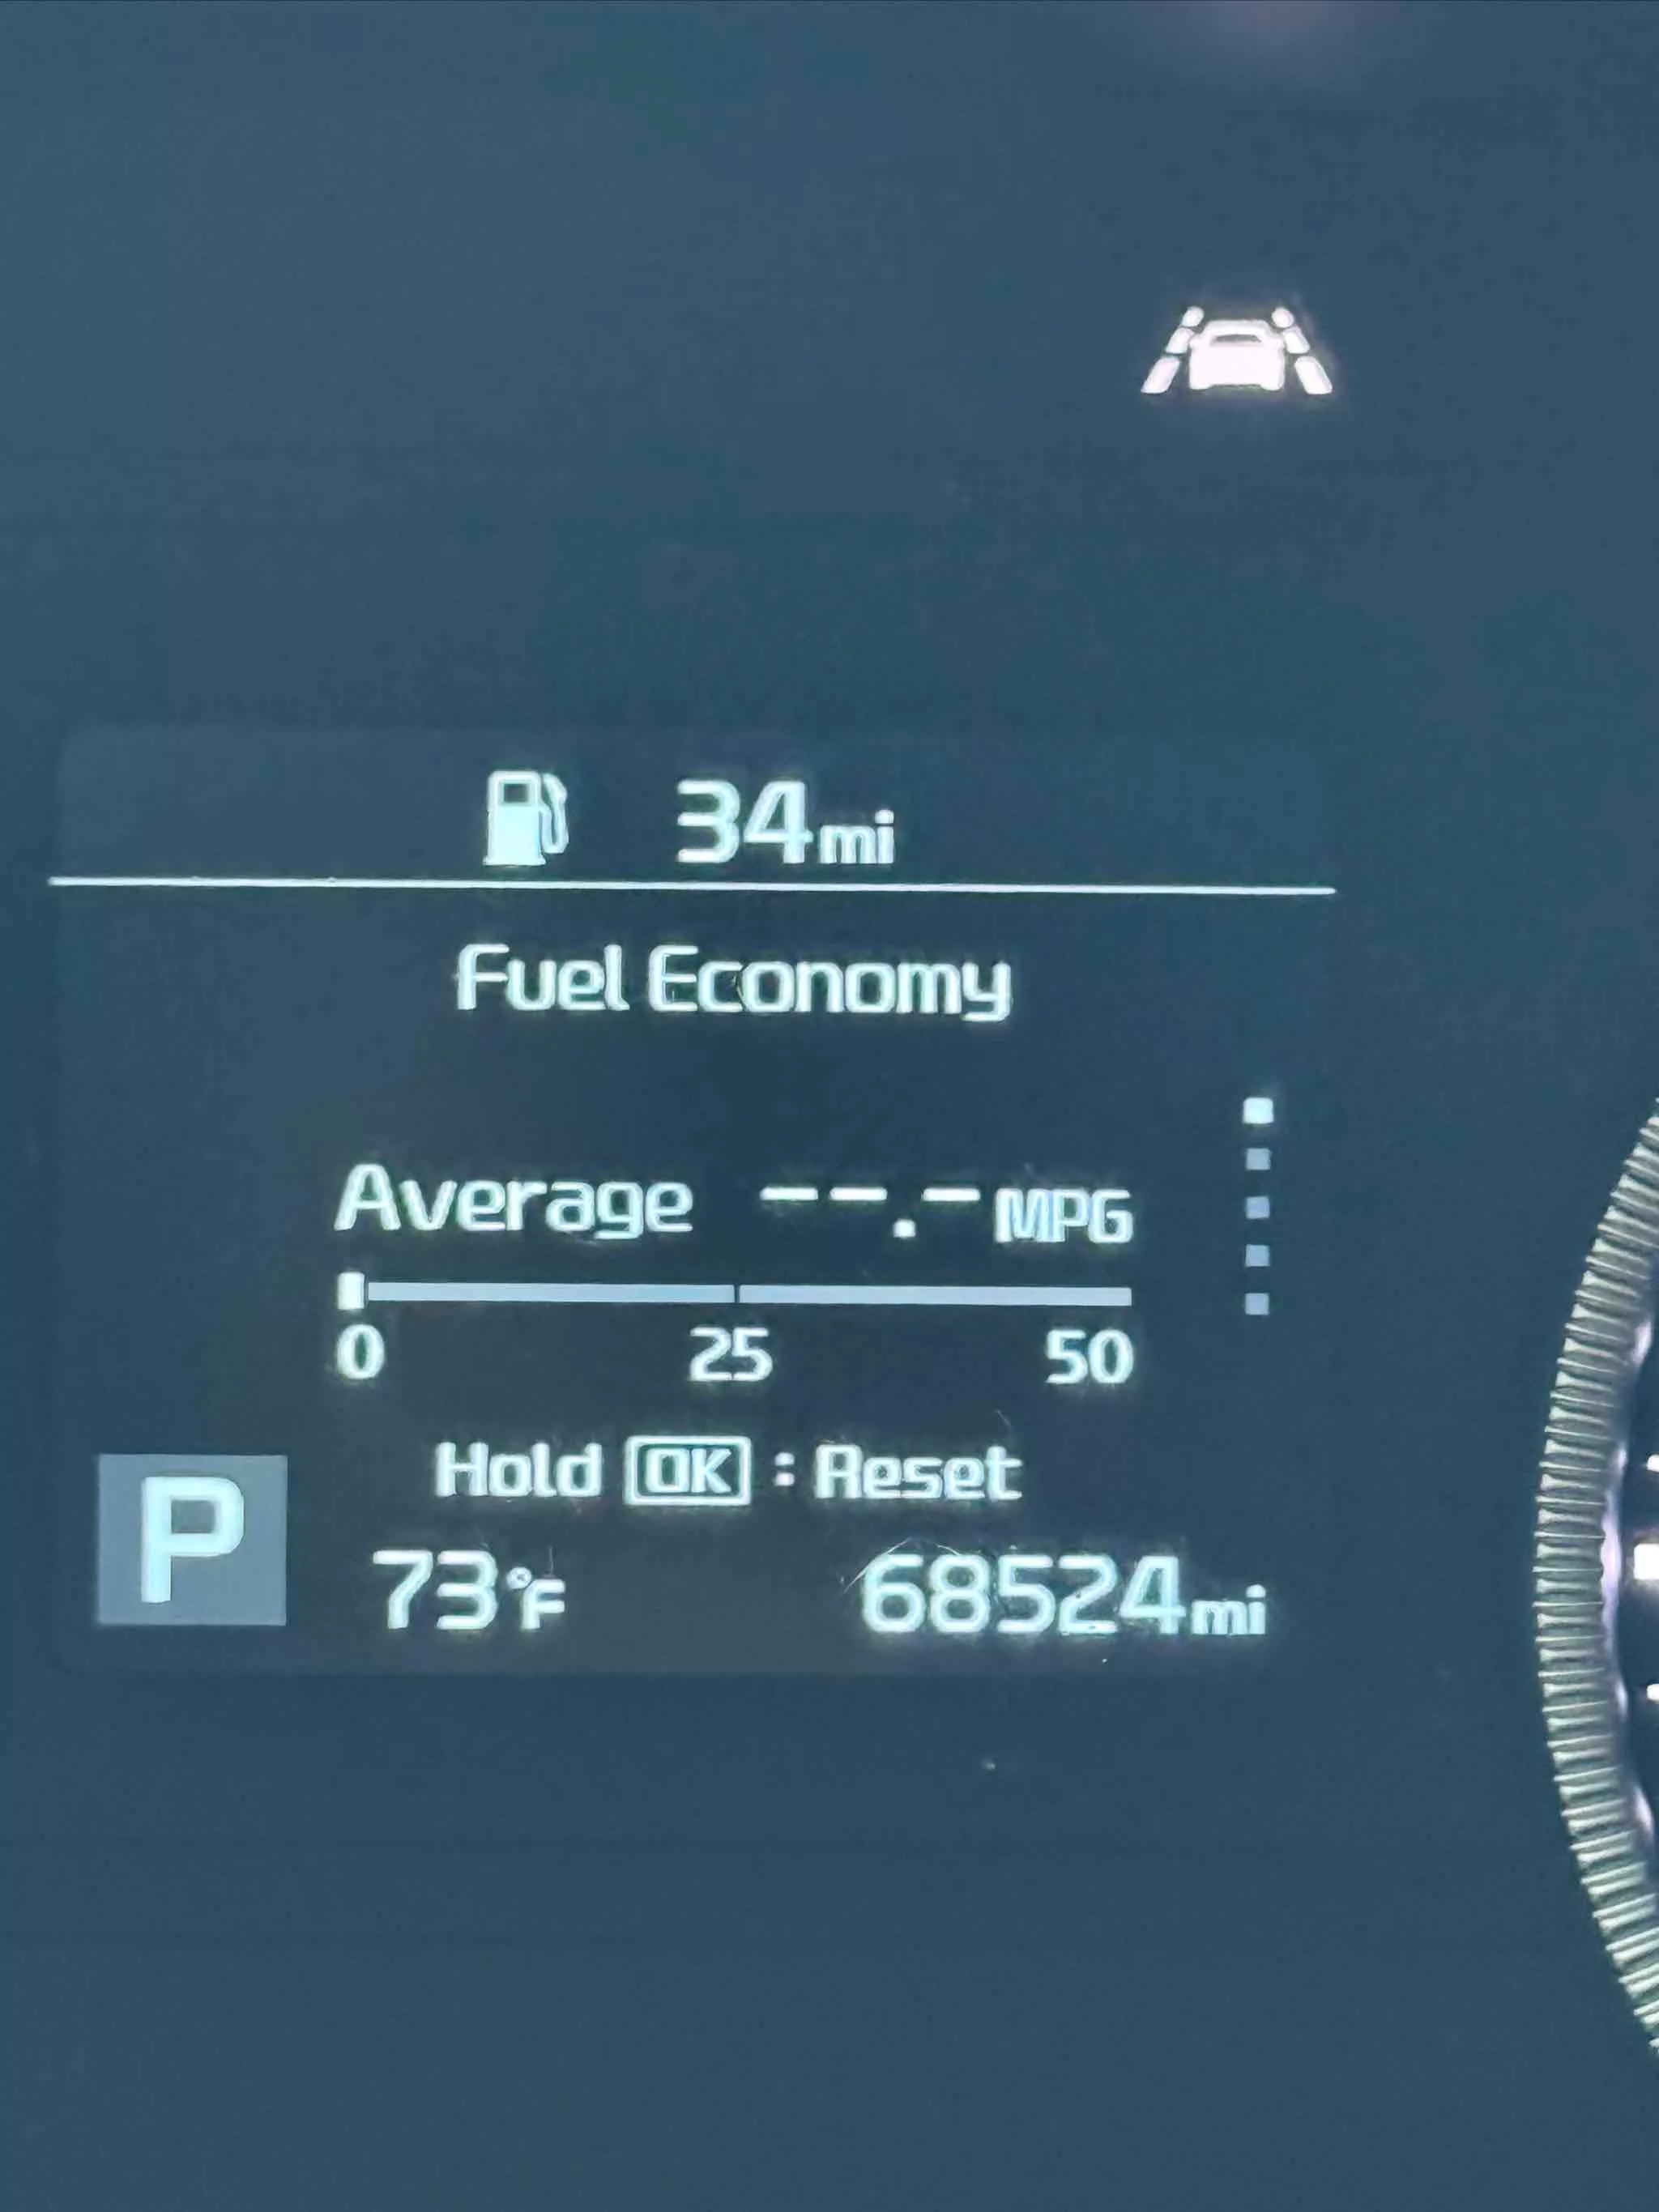 34mi
Fuel Economy
Average --.-MPG
0 25 50
Hold OK : Reset
P 73°F 68524mi